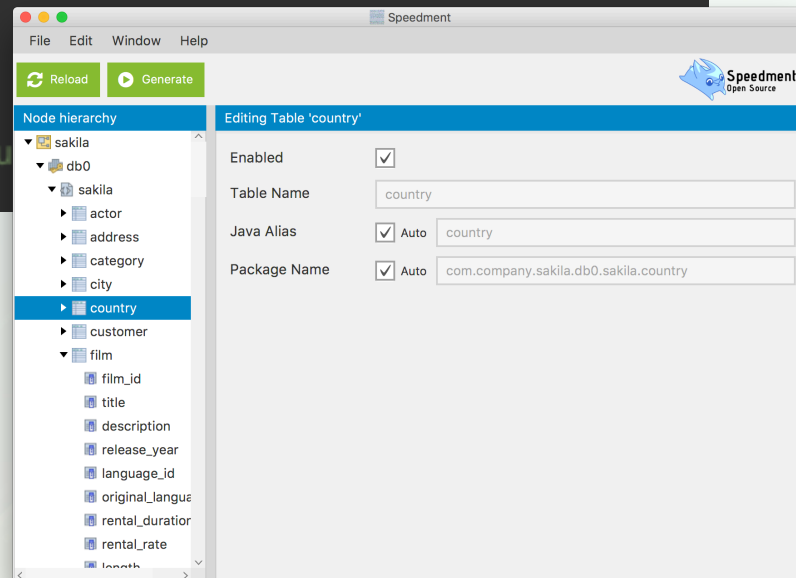 Speedment
File Edit Window Help
Reload Generate
Speedment
Open Source
Node hierarchy
Editing Table 'country'
sakila
db0
sakila
actor
address
category
city
country
customer
film
film_id
title
description
release_year
language_id
original_langua
rental_duration
rental_rate
length
Enabled
Table Name country
Java Alias Auto country
Package Name Auto com.company.sakila.db0.sakila.country